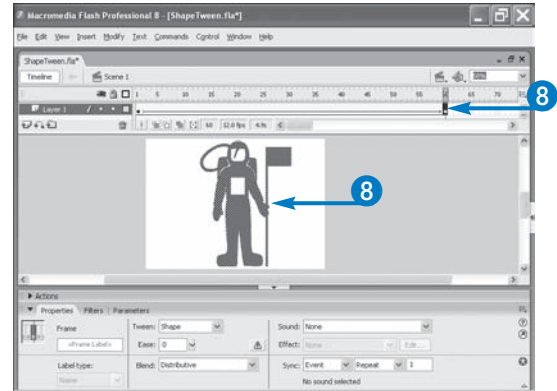 Macromedia Flash Professional 8 - [ShapeTween.fla*]
File Edit View Insert Modify Text Commands Control Window Help
ShapeTween.fla*
Timeline Scene 1
1 5 10 15 20 25 30 35 40 45 50 55 65 70
Layer 1
60 12.0 fps
8
8
Actions
Properties Filters Parameters
Frame Tween: Shape Sound: None
<Frame Label> Ease: 0 Effect: None Edit...
Label type: Blend: Distributive Sync: Event Repeat 1
Name No sound selected